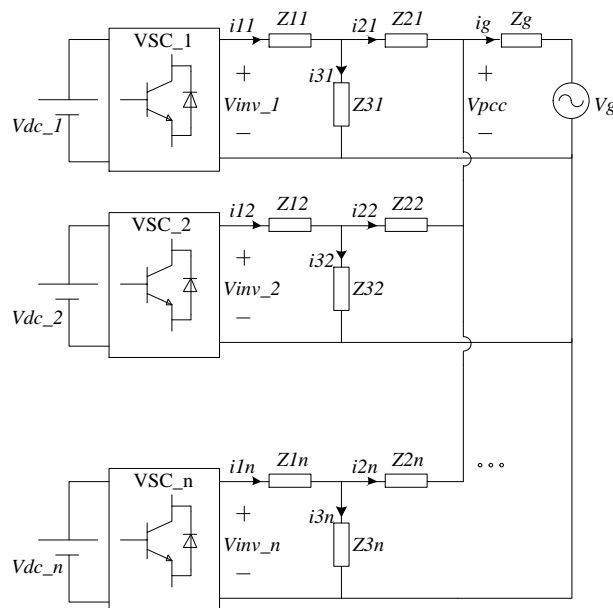 VSC_1
i11
Z11
i21
Z21
ig
Zg
+
Vinv_1
−
i31
Z31
+
Vpcc
−
Vg
Vdc_1
VSC_2
i12
Z12
i22
Z22
+
Vinv_2
−
i32
Z32
Vdc_2
VSC_n
i1n
Z1n
i2n
Z2n
+
Vinv_n
−
i3n
Z3n
Vdc_n